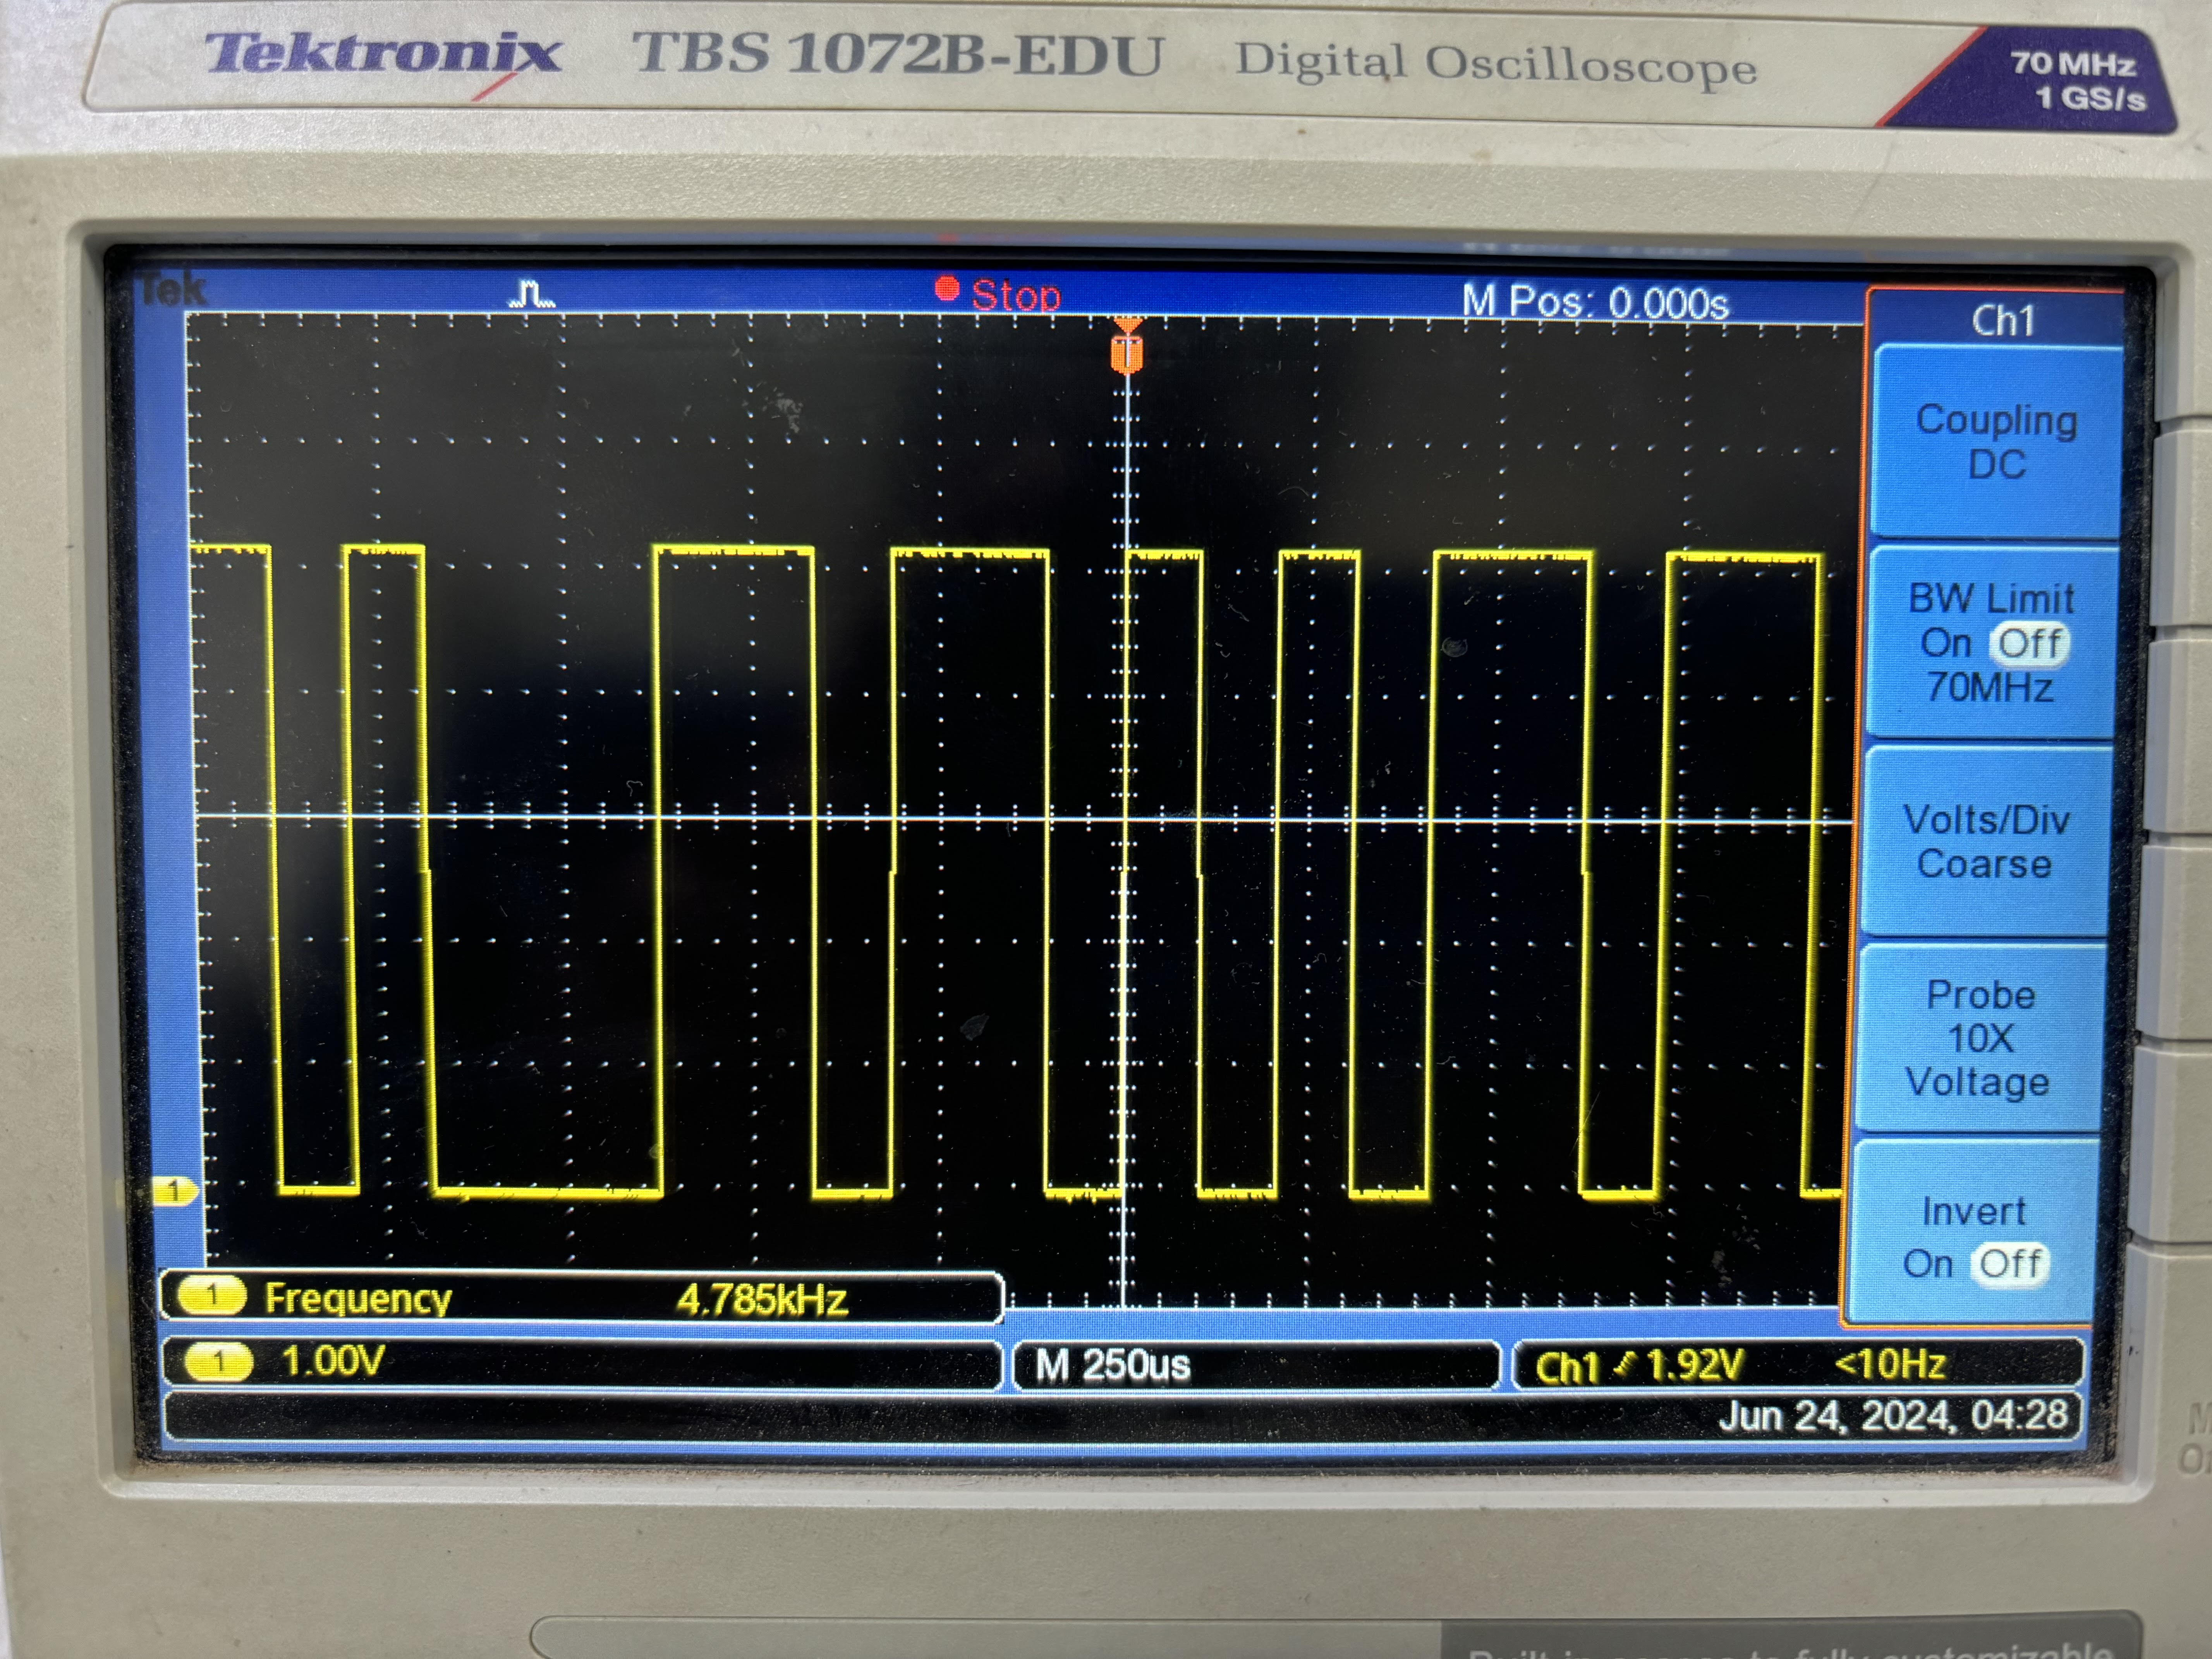 Tektronix TBS 1072B-EDU Digital Oscilloscope
70 MHz
1 GS/s
Tek Stop M Pos: 0.000s
T
Ch1
Coupling
DC
BW Limit
On Off
70MHz
Volts/Div
Coarse
Probe
10X
Voltage
Invert
On Off
1
1 Frequency 4.785kHz
1 1.00V M 250us Ch1 1.92V <10Hz
Jun 24, 2024, 04:28